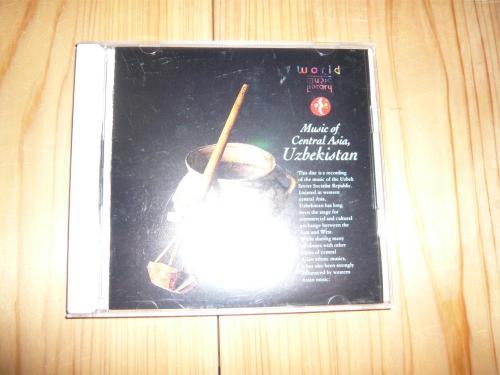 world
music
library
Music of
Central Asia,
Uzbekistan
This disc is a recording
of the music of the Uzbek
Soviet Socialist Republic.
Located in western
central Asia,
Uzbekistan has long
been the stage for
commercial and cultural
exchange between the
East and West.
While sharing many
with other
of central
Asian ethnic musics,
it has also been strongly
influenced by western
Asian music.